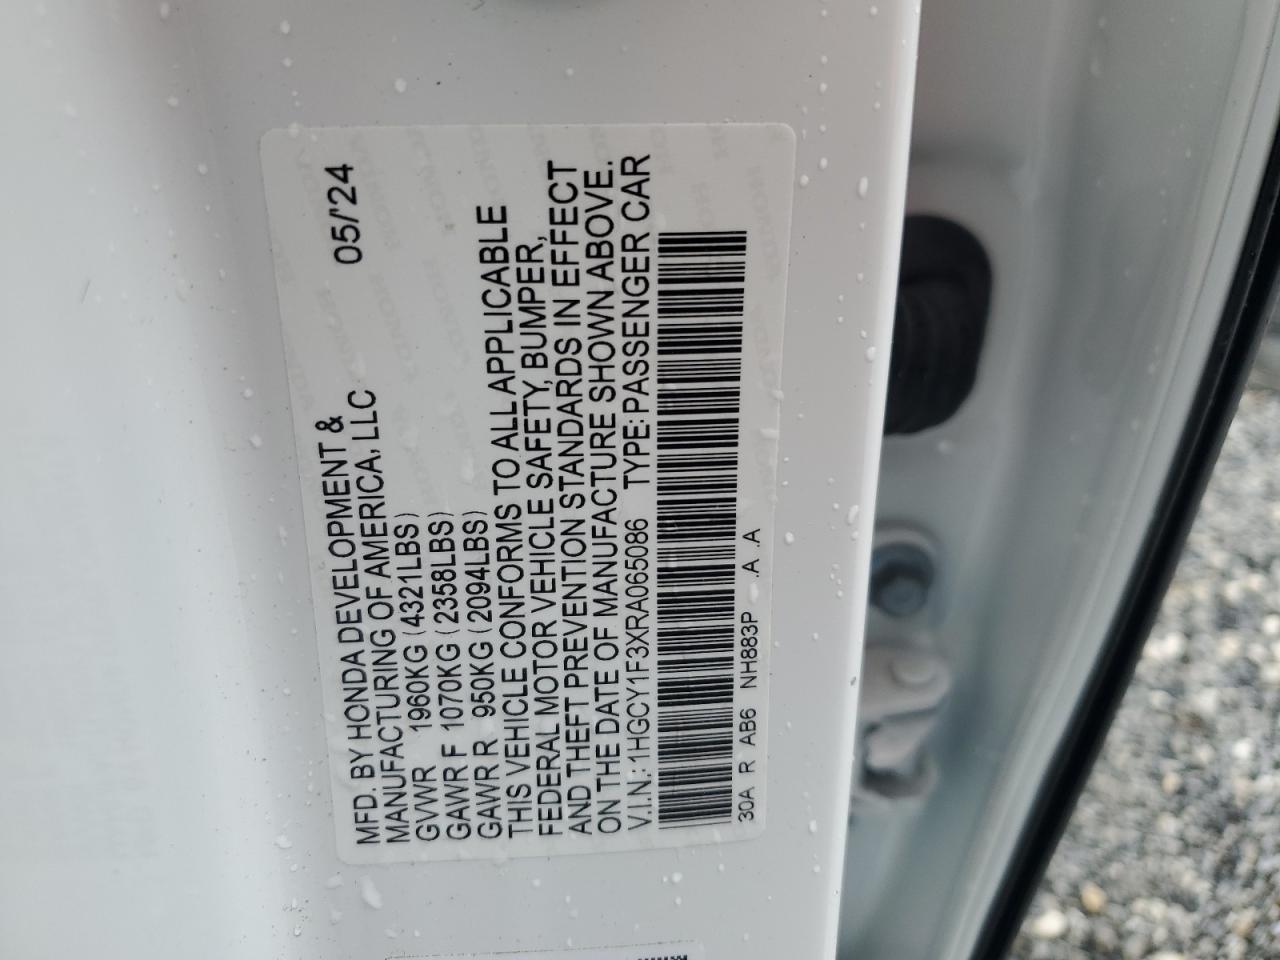 MFD. BY HONDA DEVELOPMENT &
MANUFACTURING OF AMERICA, LLC 05/'24
GVWR 1960KG (4321LBS)
GAWR F 1070KG (2358LBS)
GAWR R 950KG (2094LBS)
THIS VEHICLE CONFORMS TO ALL APPLICABLE
FEDERAL MOTOR VEHICLE SAFETY, BUMPER,
AND THEFT PREVENTION STANDARDS IN EFFECT
ON THE DATE OF MANUFACTURE SHOWN ABOVE.
V.I.N.: 1HGCY1F3XRA065086 TYPE: PASSENGER CAR
30A R AB6 NH883P .A .A